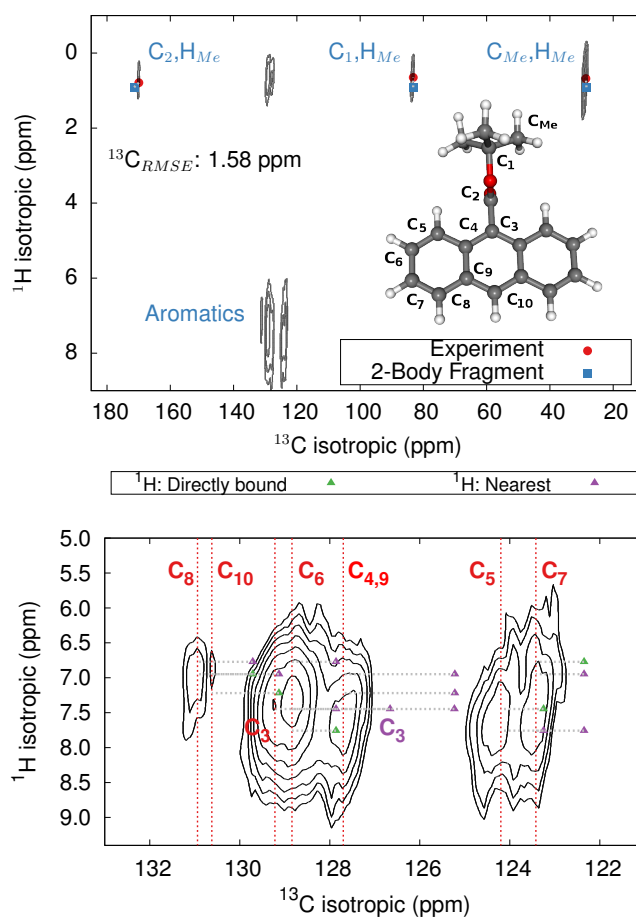 C2,HMe
C1,HMe
CMe,HMe
13CRMSE: 1.58 ppm
Aromatics
CMe
C1
C2
C5
C4
C3
C6
C9
C7
C8
C10
Experiment
2-Body Fragment
0
2
4
6
8
1H isotropic (ppm)
180 160 140 120 100 80 60 40 20
13C isotropic (ppm)
1H: Directly bound
1H: Nearest
C8 C10 C6 C4,9 C5 C7
C3 C3
5.0
5.5
6.0
6.5
7.0
7.5
8.0
8.5
9.0
1H isotropic (ppm)
132 130 128 126 124 122
13C isotropic (ppm)